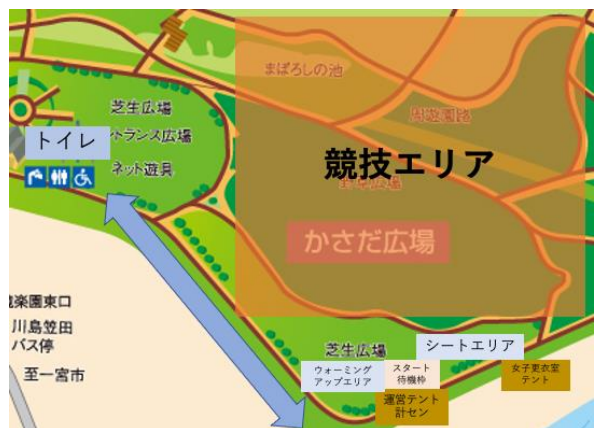 まぼろしの池
芝生広場
周遊園路
トイレ
トランス広場
競技エリア
ネット遊具
かさだ広場
楽園東口
川島笠田
バス停
至一宮市
芝生広場
シートエリア
ウォーミング
アップエリア
スタート
待機枠
女子更衣室
テント
運営テント
計セン